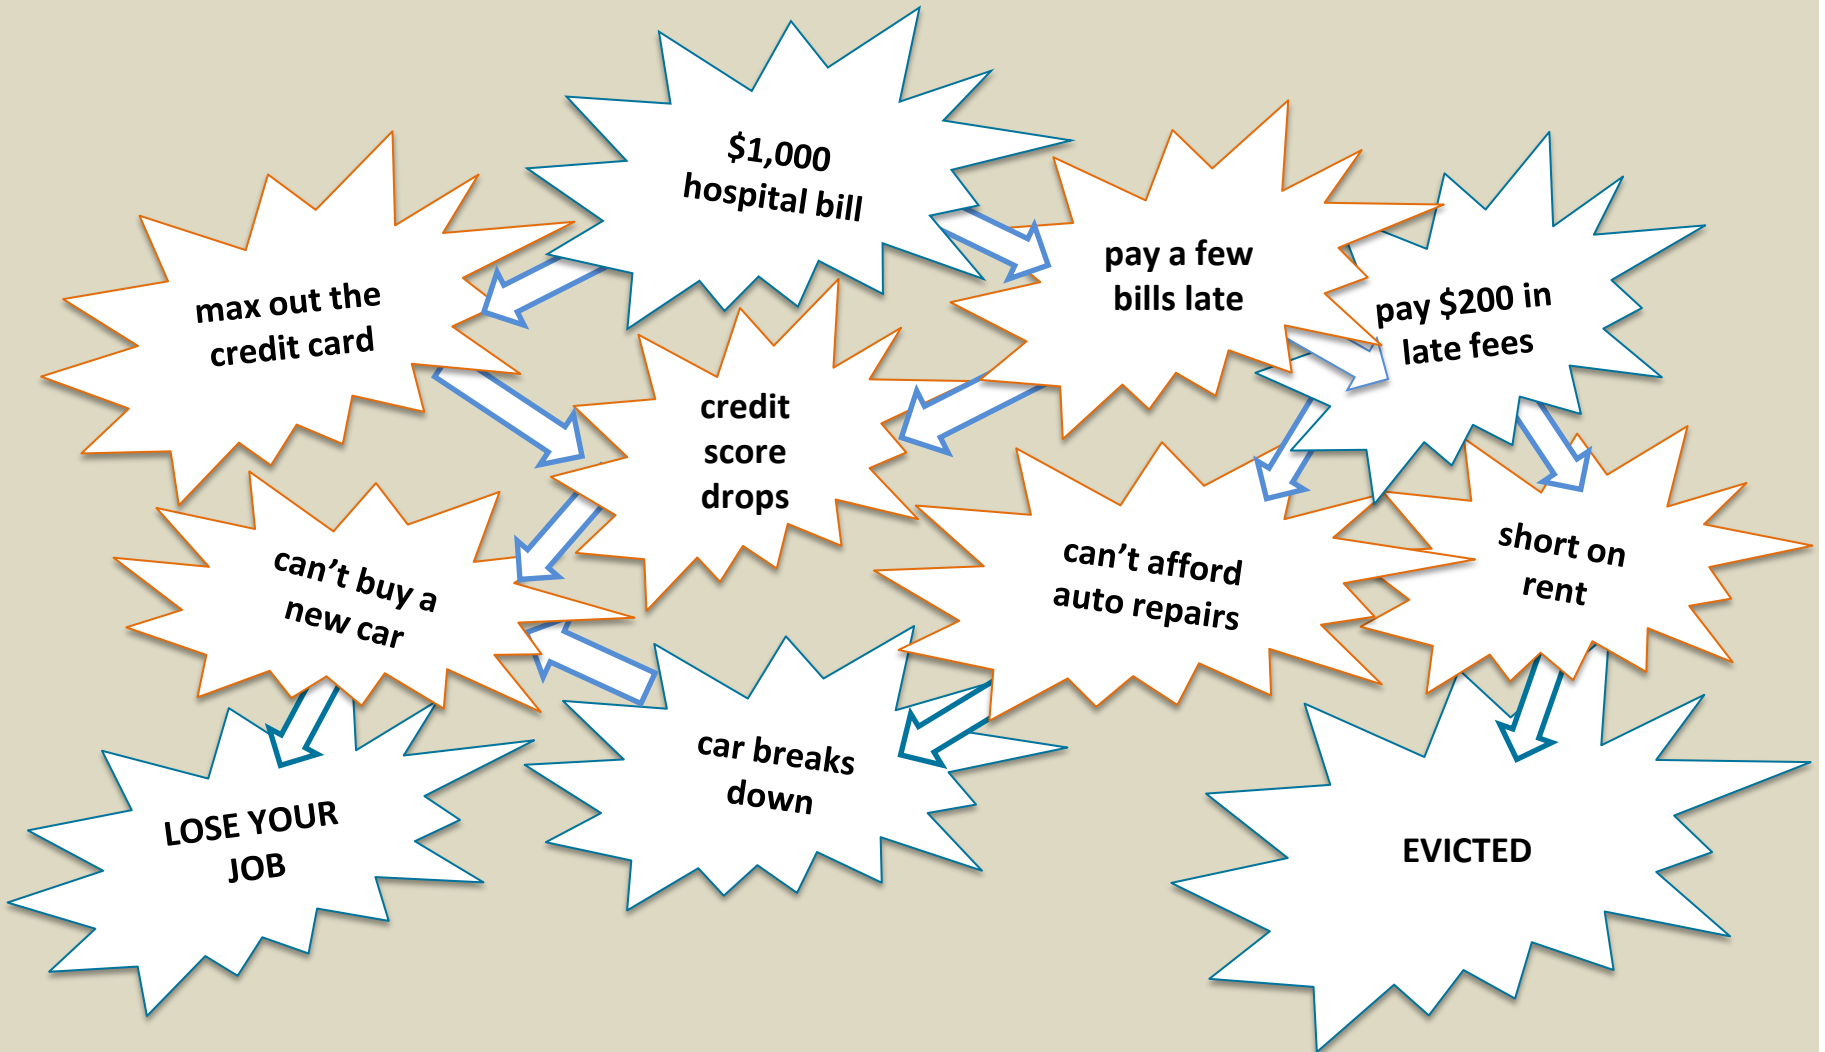 $1,000
hospital bill
pay a few
bills late
max out the
credit card
pay $200 in
late fees
credit
score
drops
can’t buy a
new car
can’t afford
auto repairs
short on
rent
car breaks
down
LOSE YOUR
JOB
EVICTED